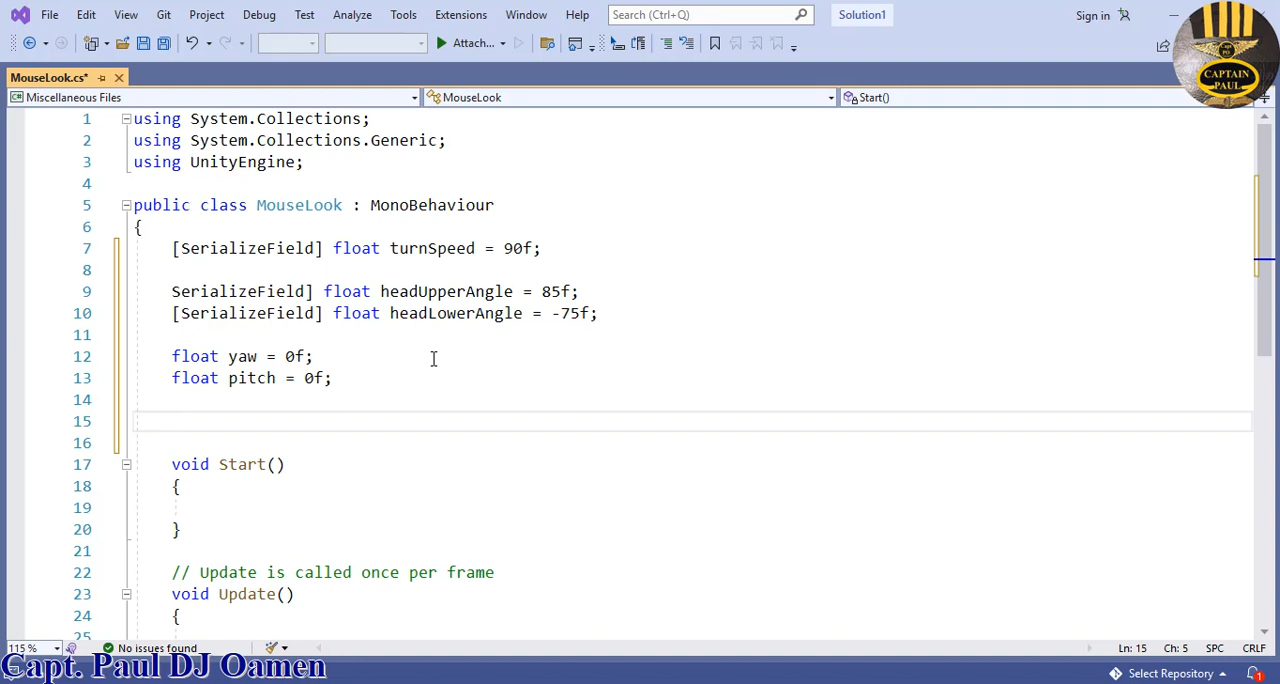 File Edit View Git Project Debug Test Analyze Tools Extensions Window Help Search (Ctrl+Q) Solution1 Sign in
Attach...
CAPTAIN
PAUL
MouseLook.cs*
Miscellaneous Files MouseLook Start()
1 using System.Collections;
2 using System.Collections.Generic;
3 using UnityEngine;
4
5 public class MouseLook : MonoBehaviour
6 {
7 [SerializeField] float turnSpeed = 90f;
8
9 SerializeField] float headUpperAngle = 85f;
10 [SerializeField] float headLowerAngle = -75f;
11
12 float yaw = 0f;
13 float pitch = 0f;
14
15
16
17 void Start()
18 {
19
20 }
21
22 // Update is called once per frame
23 void Update()
24 {
25
115 % No issues found Ln: 15 Ch: 5 SPC CRLF
Capt. Paul DJ Oamen
Select Repository 1